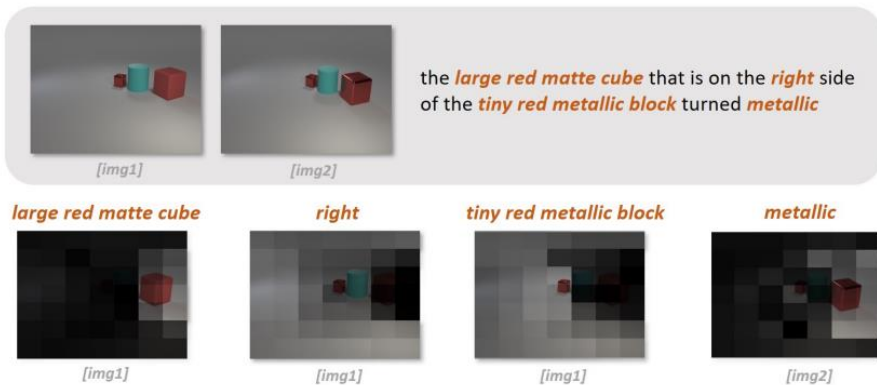 the large red matte cube that is on the right side
of the tiny red metallic block turned metallic
[img1]
[img2]
large red matte cube
right
tiny red metallic block
metallic
[img1]
[img1]
[img1]
[img2]